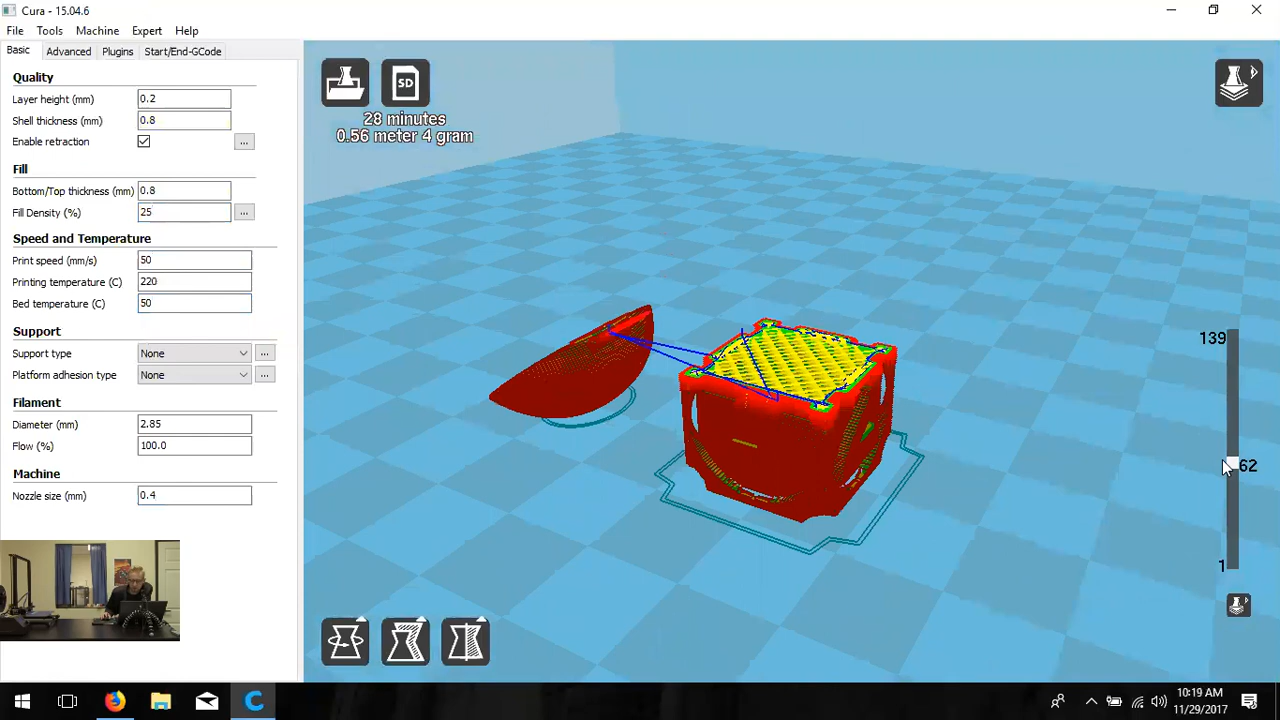 Cura - 15.04.6
File Tools Machine Expert Help
Basic Advanced Plugins Start/End-GCode
Quality
Layer height (mm) 0.2
Shell thickness (mm) 0.8
Enable retraction ...
Fill
Bottom/Top thickness (mm) 0.8
Fill Density (%) 25 ...
Speed and Temperature
Print speed (mm/s) 50
Printing temperature (C) 220
Bed temperature (C) 50
Support
Support type None ...
Platform adhesion type None ...
Filament
Diameter (mm) 2.85
Flow (%) 100.0
Machine
Nozzle size (mm) 0.4
SD
28 minutes
0.56 meter 4 gram
139
62
1
10:19 AM
11/29/2017